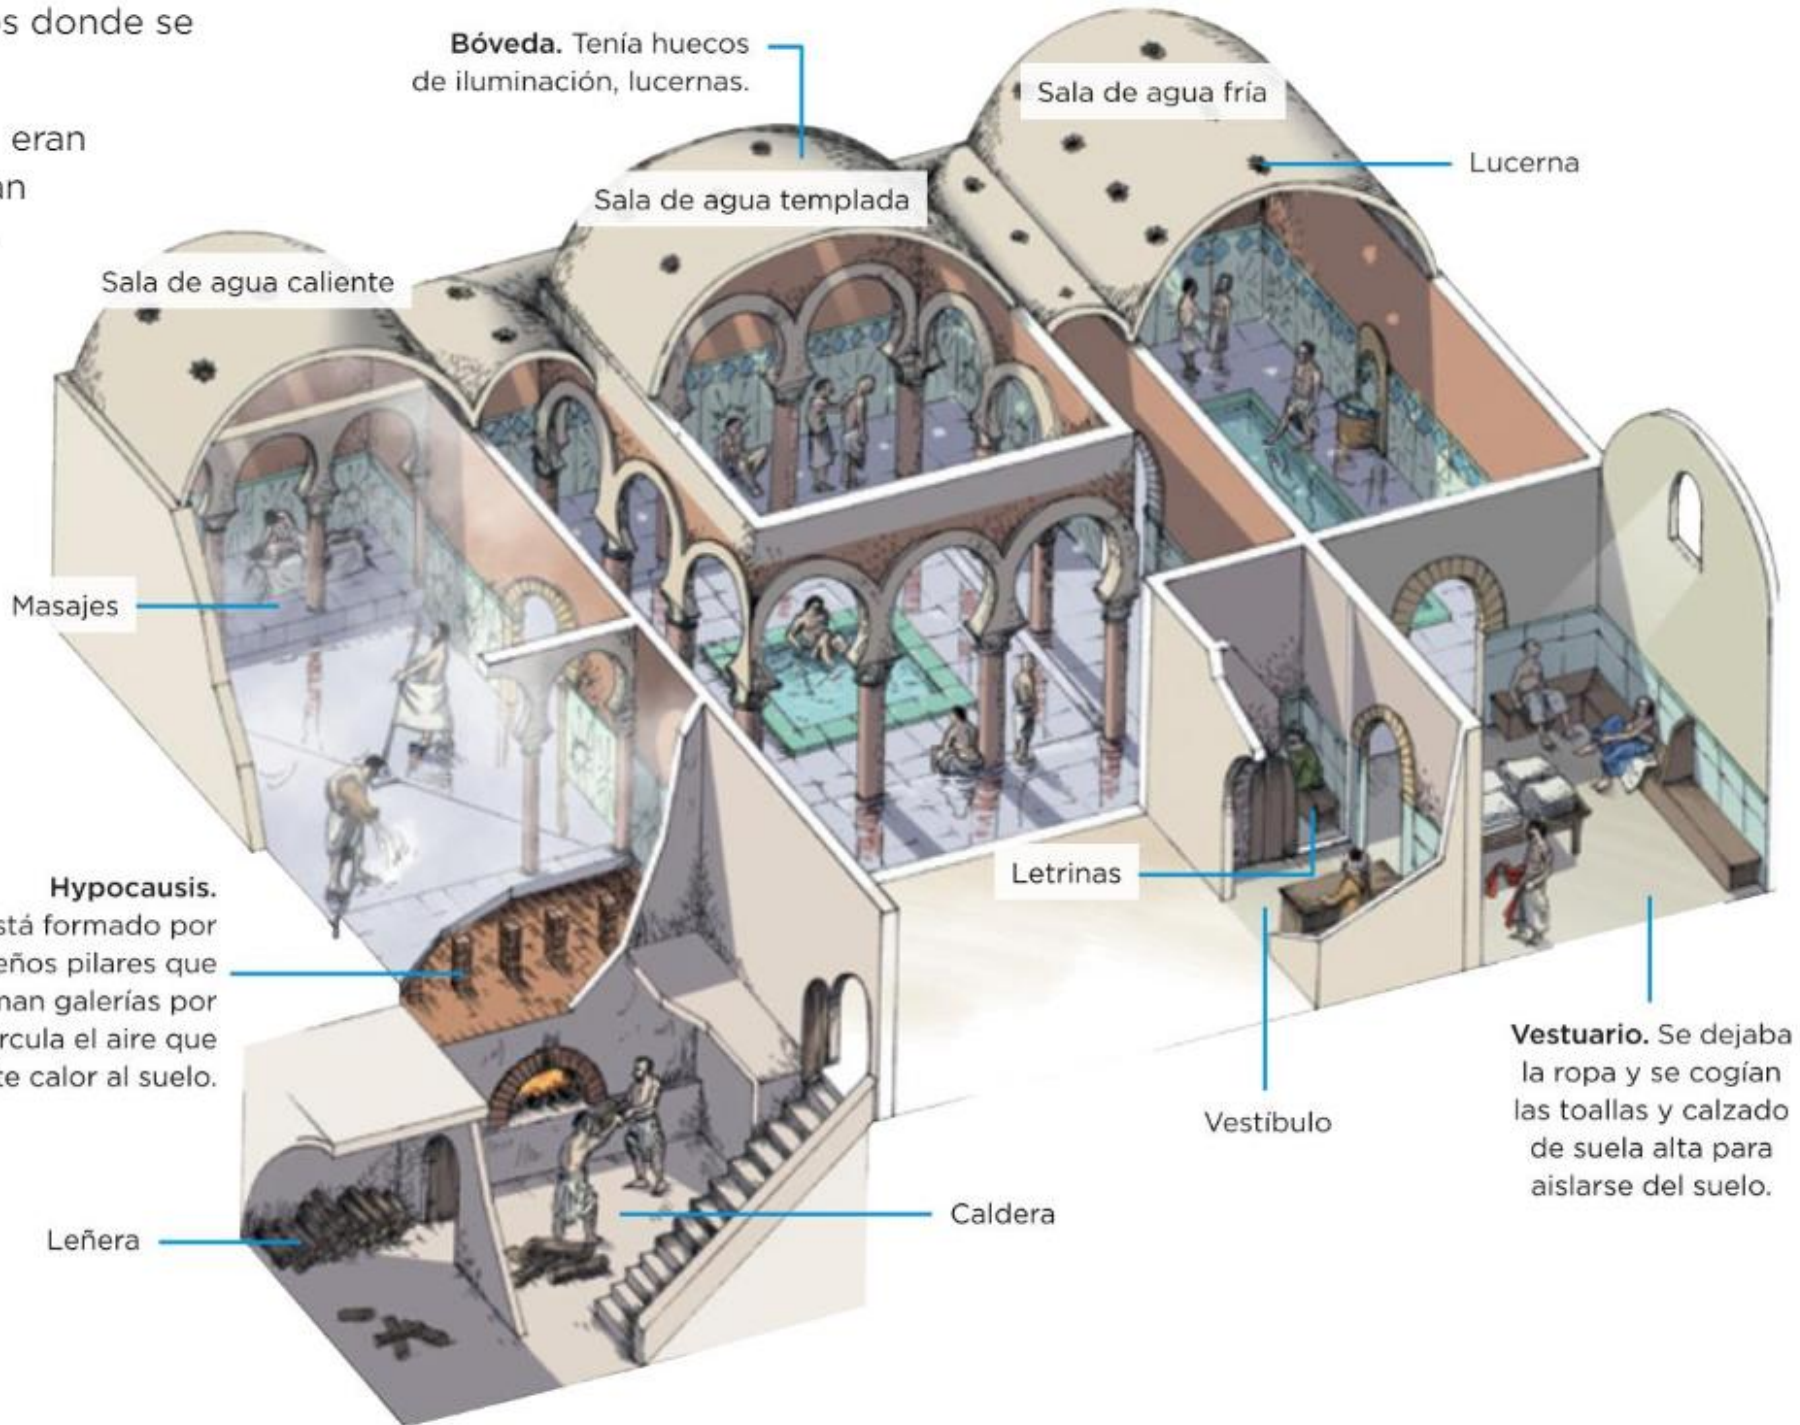 s donde se
eran
an
Bóveda. Tenía huecos
de iluminación, lucernas.
Sala de agua fría
Lucerna
Sala de agua templada
Sala de agua caliente
Masajes
Letrinas
Hypocausis.
stá formado por
eños pilares que
man galerías por
rcula el aire que
te calor al suelo.
Vestíbulo
Vestuario. Se dejaba
la ropa y se cogían
las toallas y calzado
de suela alta para
aislarse del suelo.
Caldera
Leñera